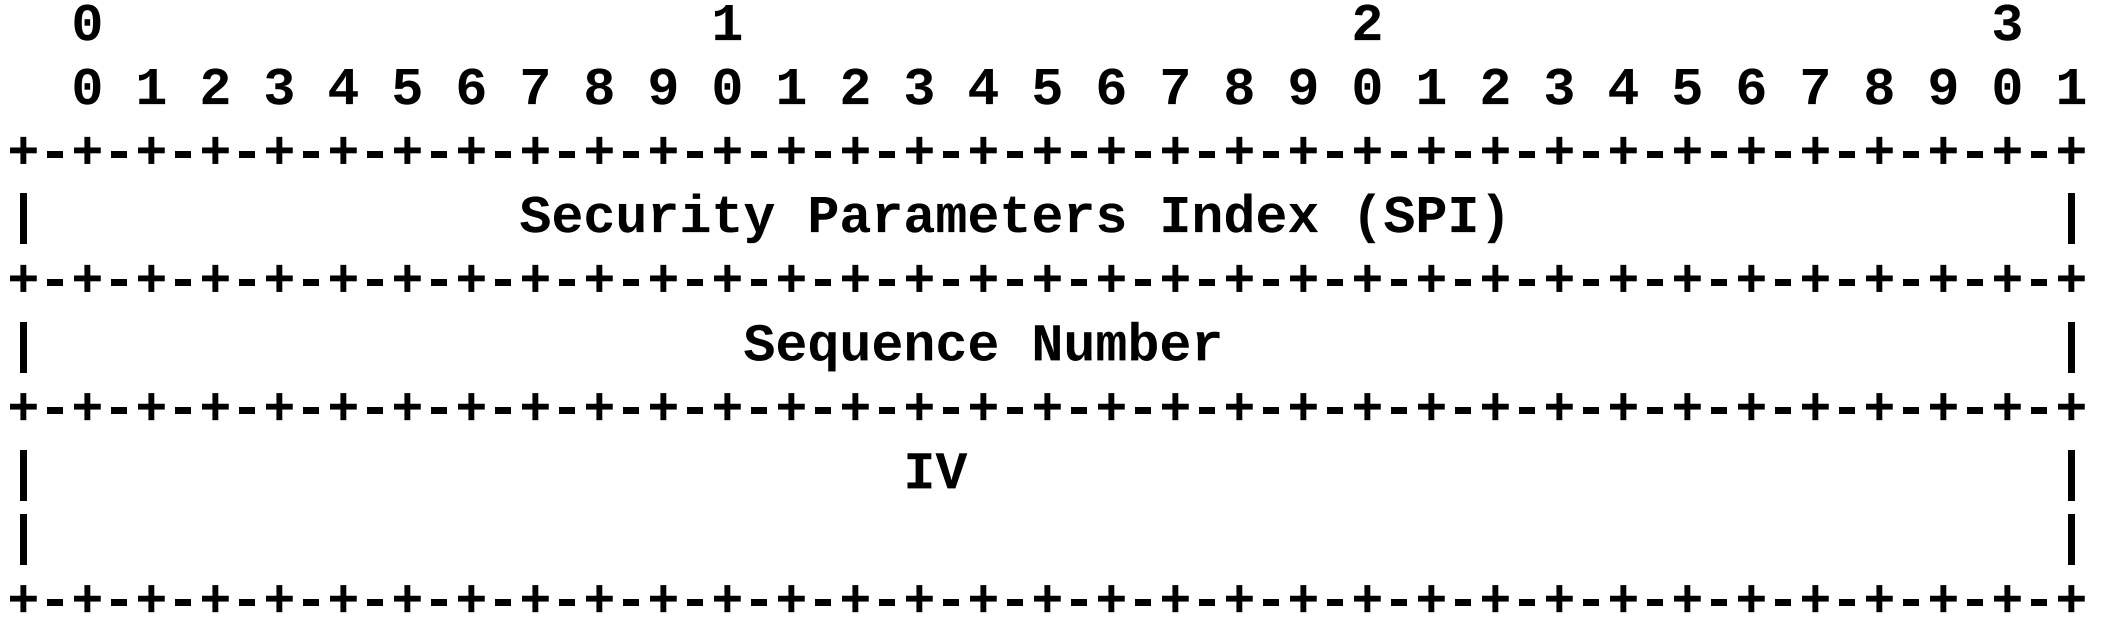 0                   1                   2                   3
 0 1 2 3 4 5 6 7 8 9 0 1 2 3 4 5 6 7 8 9 0 1 2 3 4 5 6 7 8 9 0 1
+-+-+-+-+-+-+-+-+-+-+-+-+-+-+-+-+-+-+-+-+-+-+-+-+-+-+-+-+-+-+-+-+
|               Security Parameters Index (SPI)                 |
+-+-+-+-+-+-+-+-+-+-+-+-+-+-+-+-+-+-+-+-+-+-+-+-+-+-+-+-+-+-+-+-+
|                      Sequence Number                          |
+-+-+-+-+-+-+-+-+-+-+-+-+-+-+-+-+-+-+-+-+-+-+-+-+-+-+-+-+-+-+-+-+
|                           IV                                  |
|                                                               |
+-+-+-+-+-+-+-+-+-+-+-+-+-+-+-+-+-+-+-+-+-+-+-+-+-+-+-+-+-+-+-+-+